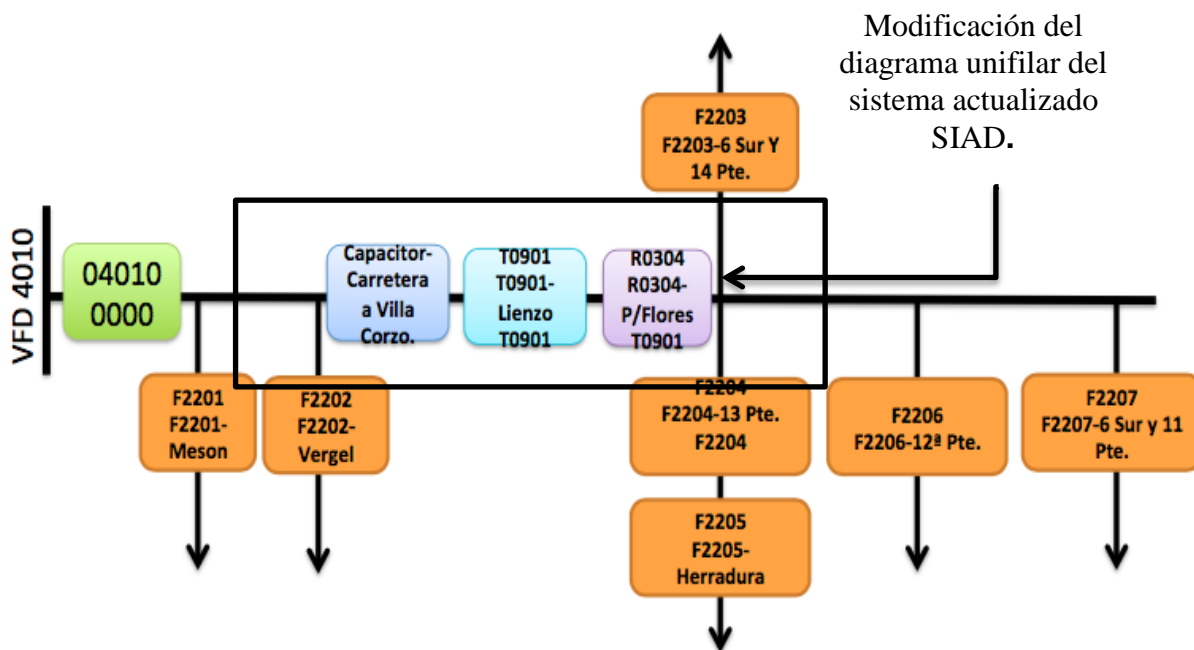 Modificación del
diagrama unifilar del
sistema actualizado
SIAD.
F2203
F2203-6 Sur Y
14 Pte.
VFD 4010
04010
0000
Capacitor-
Carretera
a Villa
Corzo.
T0901
T0901-
Lienzo
T0901
R0304
R0304-
P/Flores
T0901
F2201
F2201-
Meson
F2202
F2202-
Vergel
F2204
F2204-13 Pte.
F2204
F2206
F2206-12ª Pte.
F2207
F2207-6 Sur y 11
Pte.
F2205
F2205-
Herradura